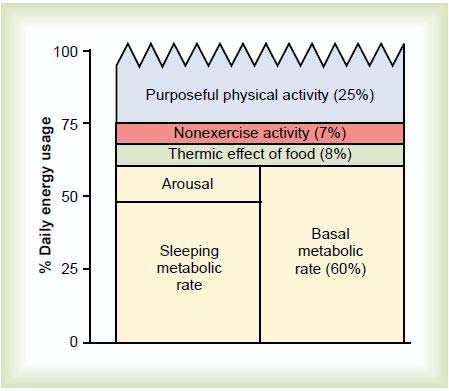 % Daily energy usage
100
75
50
25
0
Purposeful physical activity (25%)
Nonexercise activity (7%)
Thermic effect of food (8%)
Arousal
Sleeping
metabolic
rate
Basal
metabolic
rate (60%)